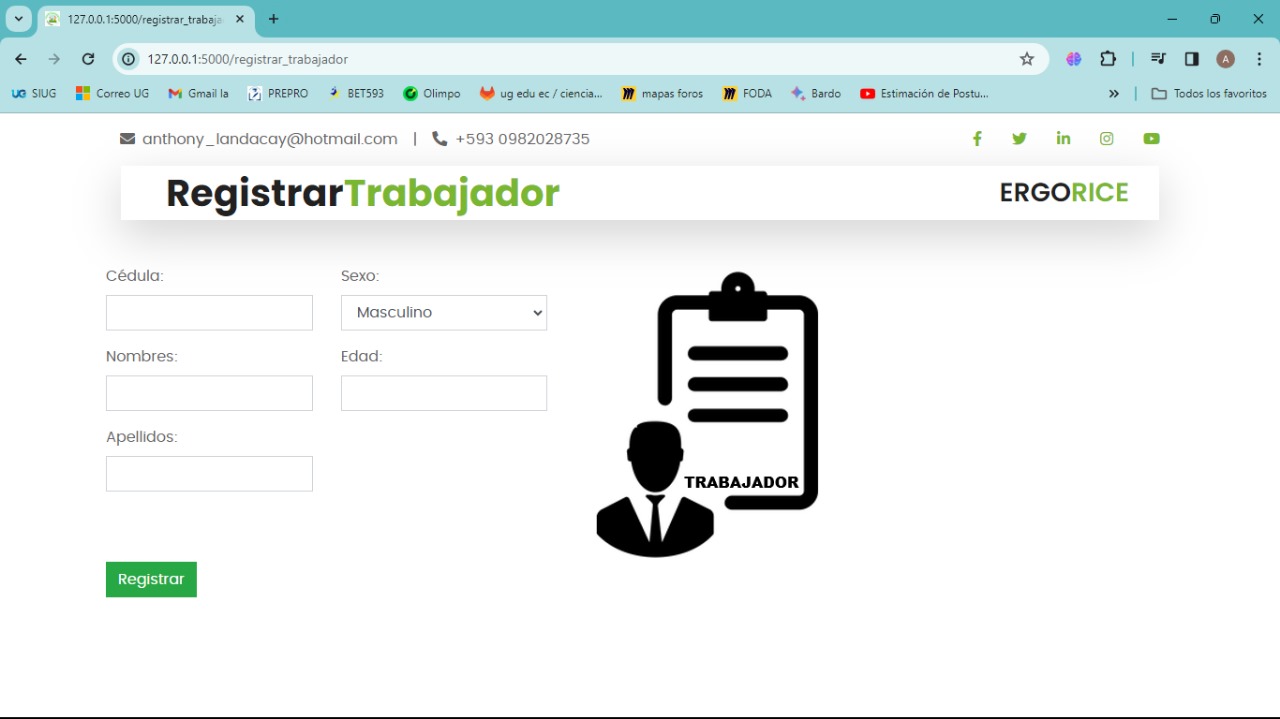 127.0.0.1:5000/registrar_trabaja
127.0.0.1:5000/registrar_trabajador
A
UG SIUG Correo UG Gmail la PREPRO BET593 Olimpo ug edu ec / ciencia... mapas foros FODA Bardo Estimación de Postu... » Todos los favoritos
anthony_landacay@hotmail.com | +593 0982028735
RegistrarTrabajador ERGORICE
Cédula: Sexo:
Masculino
Nombres: Edad:
Apellidos:
TRABAJADOR
Registrar